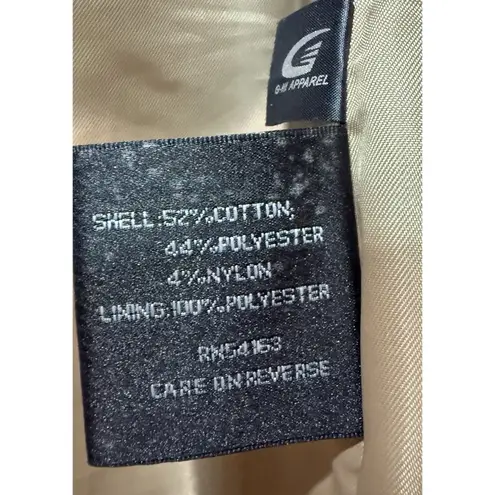 G-III APPAREL
SHELL:52%COTTON;
44%POLYESTER
4%NYLON
LINING:100%POLYESTER
RN54163
CARE ON REVERSE